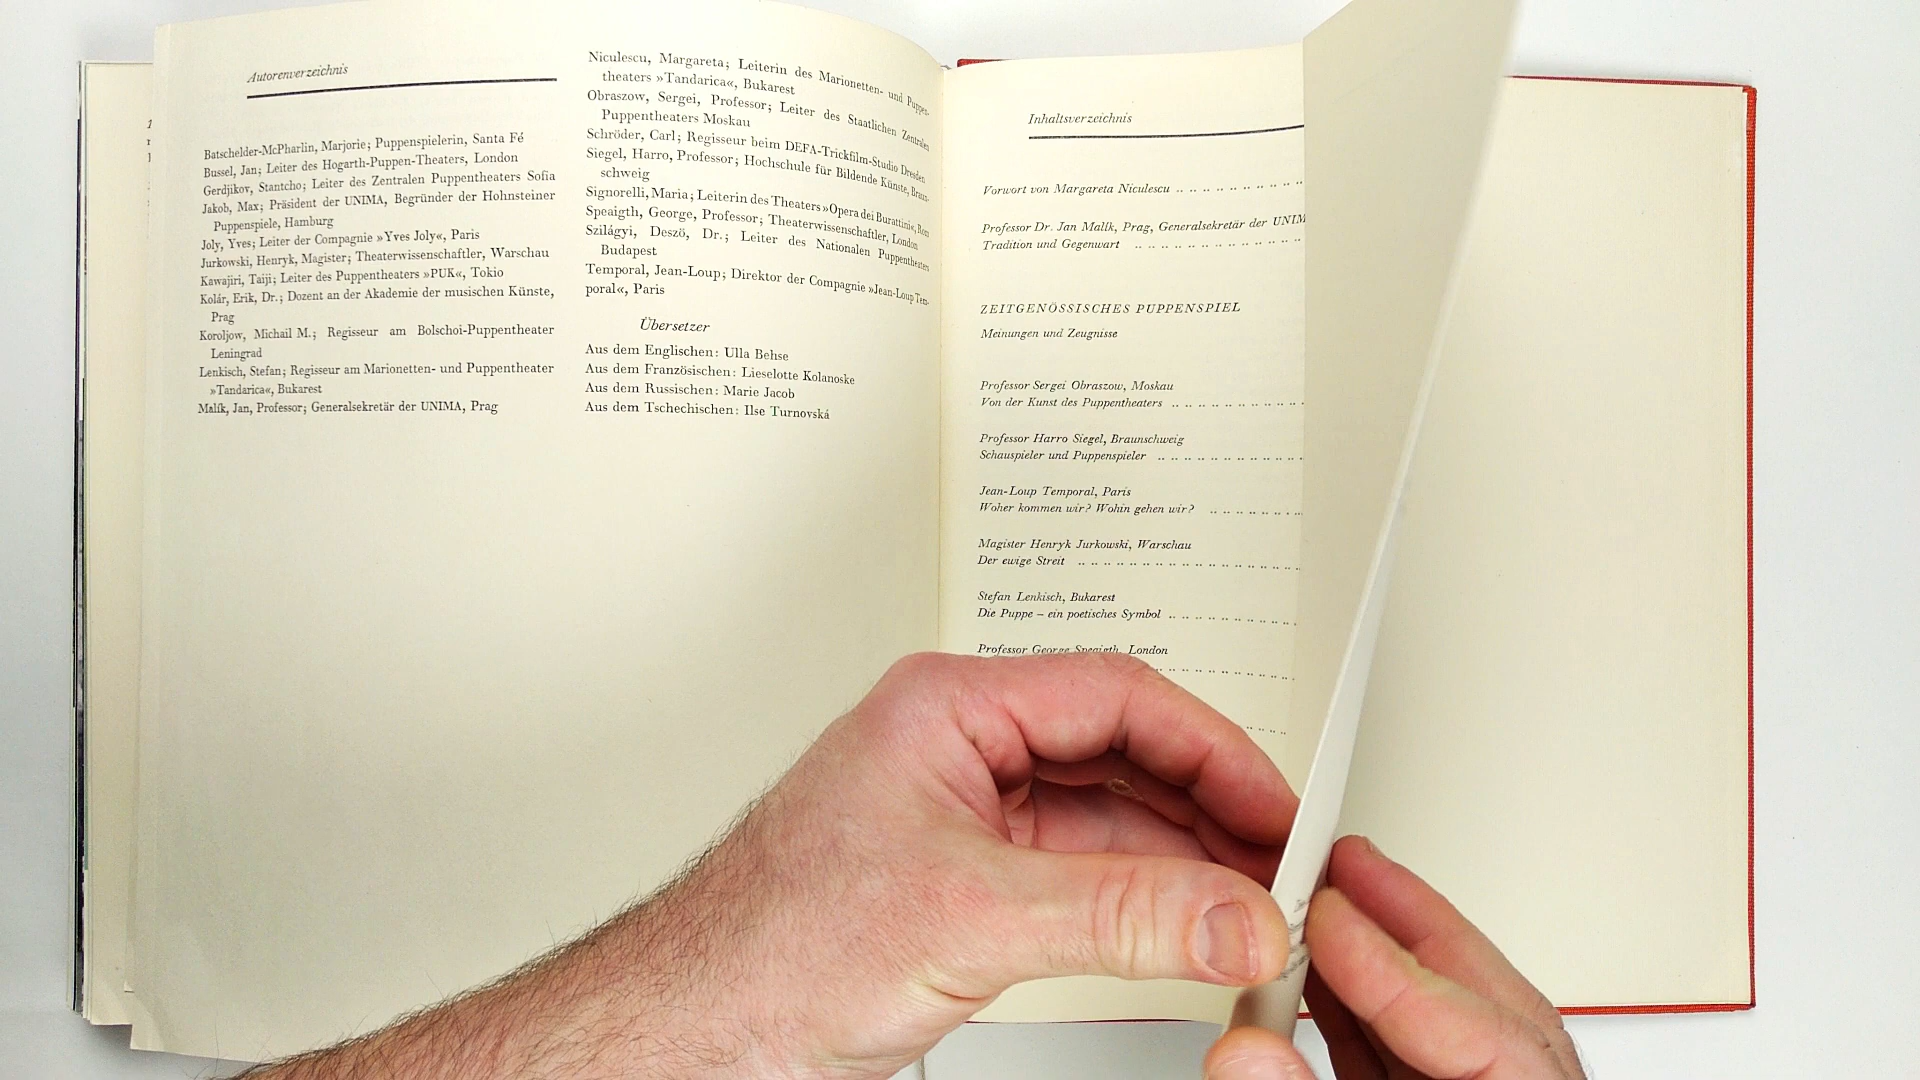 Autorenverzeichnis
Batschelder-McPharlin, Marjorie; Puppenspielerin, Santa Fé
Bussel, Jan; Leiter des Hogarth-Puppen-Theaters, London
Gerdjikov, Stantcho; Leiter des Zentralen Puppentheaters Sofia
Jakob, Max; Präsident der UNIMA, Begründer der Hohnsteiner
Puppenspiele, Hamburg
Joly, Yves; Leiter der Compagnie »Yves Joly«, Paris
Jurkowski, Henryk, Magister; Theaterwissenschaftler, Warschau
Kawajiri, Taiji; Leiter des Puppentheaters »PUK«, Tokio
Kolár, Erik, Dr.; Dozent an der Akademie der musischen Künste,
Prag
Koroljow, Michail M.; Regisseur am Bolschoi-Puppentheater
Leningrad
Lenkisch, Stefan; Regisseur am Marionetten- und Puppentheater
»Tandarica«, Bukarest
Malík, Jan, Professor; Generalsekretär der UNIMA, Prag
Niculescu, Margareta; Leiterin des Marionetten- und Puppen-
theaters »Tandarica«, Bukarest
Obraszow, Sergei, Professor; Leiter des Staatlichen Zentralen
Puppentheaters Moskau
Schröder, Carl; Regisseur beim DEFA-Trickfilm-Studio Dresden
Siegel, Harro, Professor; Hochschule für Bildende Künste, Braun-
schweig
Signorelli, Maria; Leiterin des Theaters »Opera dei Burattini«, Rom
Speaigth, George, Professor; Theaterwissenschaftler, London
Szilágyi, Deszö, Dr.; Leiter des Nationalen Puppentheaters
Budapest
Temporal, Jean-Loup; Direktor der Compagnie »Jean-Loup Tem-
poral«, Paris
Übersetzer
Aus dem Englischen: Ulla Behse
Aus dem Französischen: Lieselotte Kolanoske
Aus dem Russischen: Marie Jacob
Aus dem Tschechischen: Ilse Turnovská
Inhaltsverzeichnis
Vorwort von Margareta Niculescu
Professor Dr. Jan Malík, Prag, Generalsekretär der UNIM
Tradition und Gegenwart
ZEITGENÖSSISCHES PUPPENSPIEL
Meinungen und Zeugnisse
Professor Sergei Obraszow, Moskau
Von der Kunst des Puppentheaters
Professor Harro Siegel, Braunschweig
Schauspieler und Puppenspieler
Jean-Loup Temporal, Paris
Woher kommen wir? Wohin gehen wir?
Magister Henryk Jurkowski, Warschau
Der ewige Streit
Stefan Lenkisch, Bukarest
Die Puppe – ein poetisches Symbol
Professor George Speaigth, London